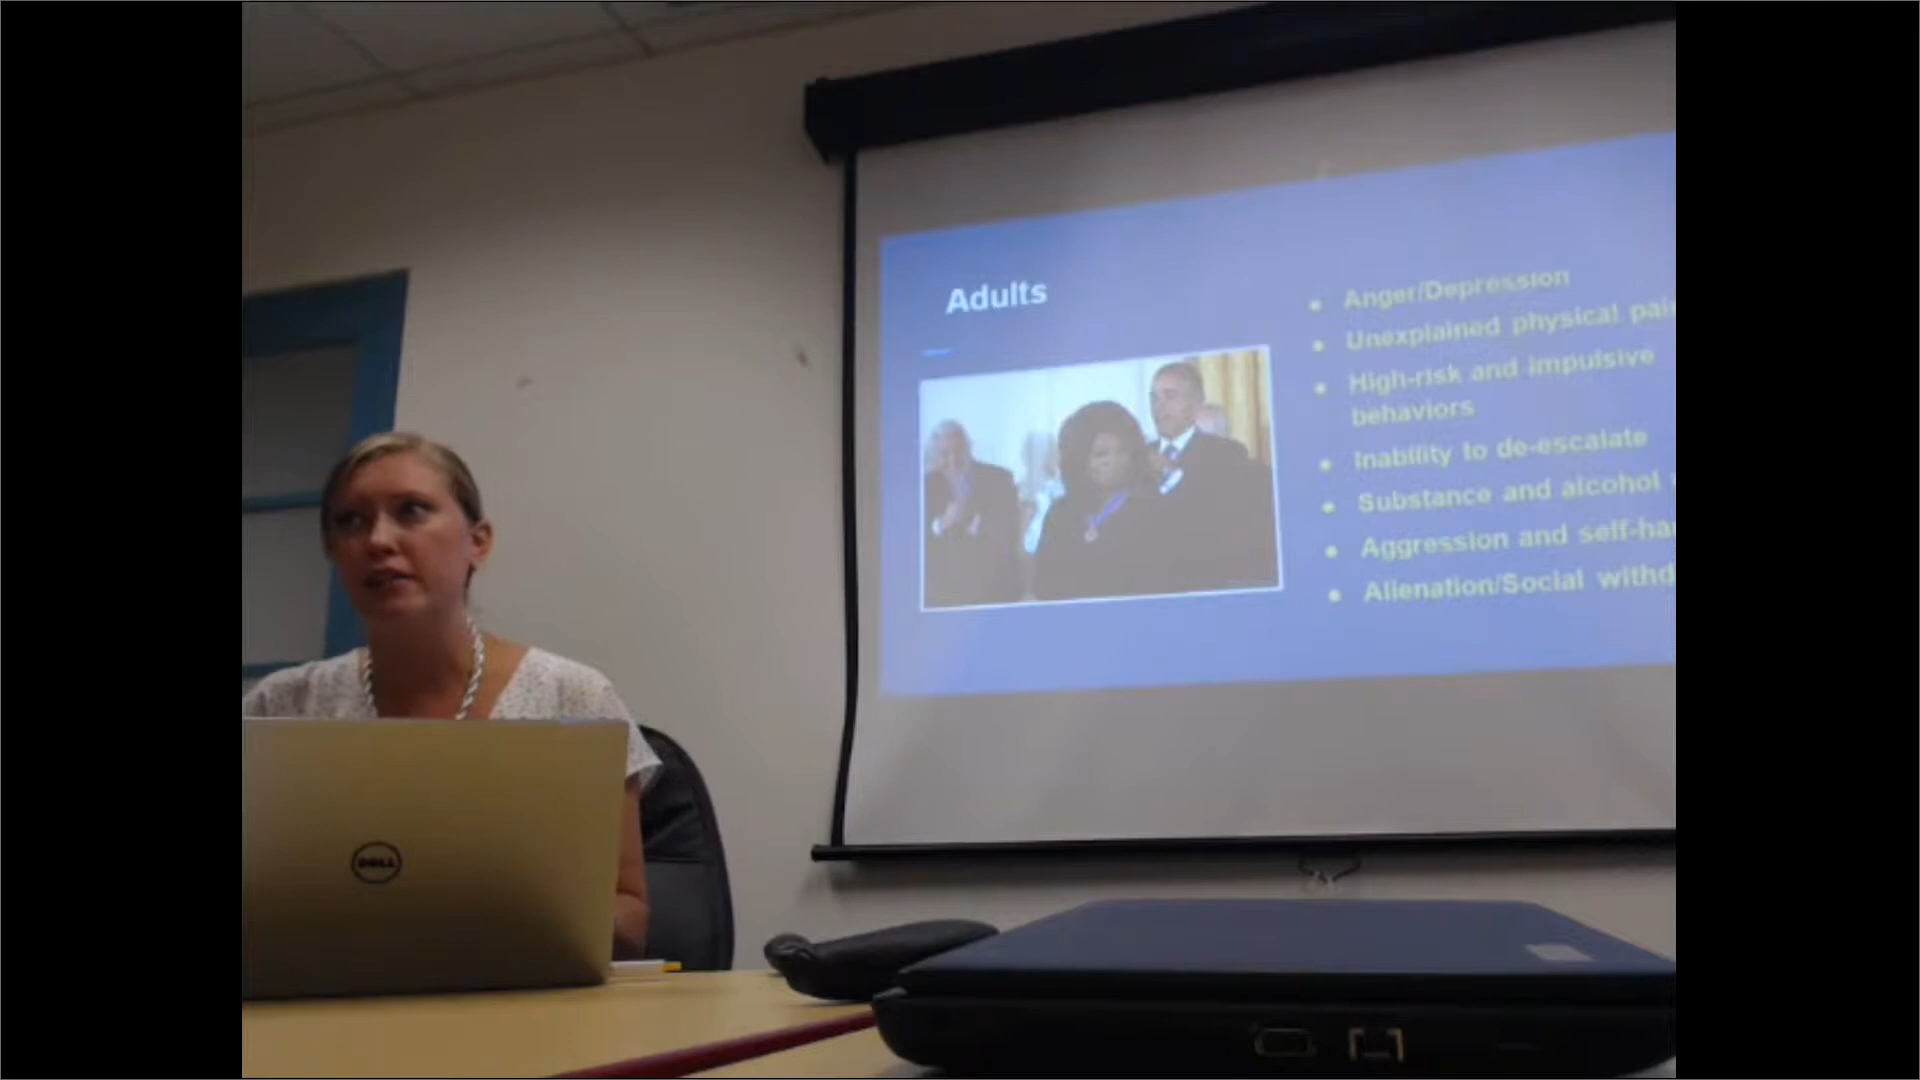 Adults
Anger/Depression
Unexplained physical
High-risk and impulsive
behaviors
Inability to de-escalate
Substance and alcohol
Aggression and
Alienation/Social
DELL